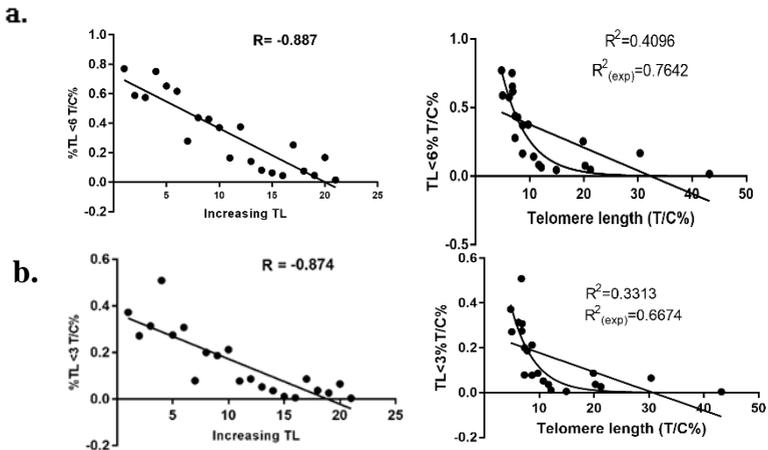 a.
R= -0.887
%TL <6 T/C%
1.0
0.8
0.6
0.4
0.2
0.0
-0.2
5
10
15
20
25
Increasing TL
R2=0.4096
R2(exp)=0.7642
TL<6%T/C%
1.0
0.5
0.0
-0.5
10
20
30
40
50
Telomere length (T/C%)
b.
R = -0.874
%TL <3 T/C%
0.6
0.4
0.2
0.0
-0.2
5
10
15
20
25
Increasing TL
R2=0.3313
R2(exp)=0.6674
TL<3%T/C%
0.6
0.4
0.2
0.0
-0.2
10
20
30
40
50
Telomere length (T/C%)